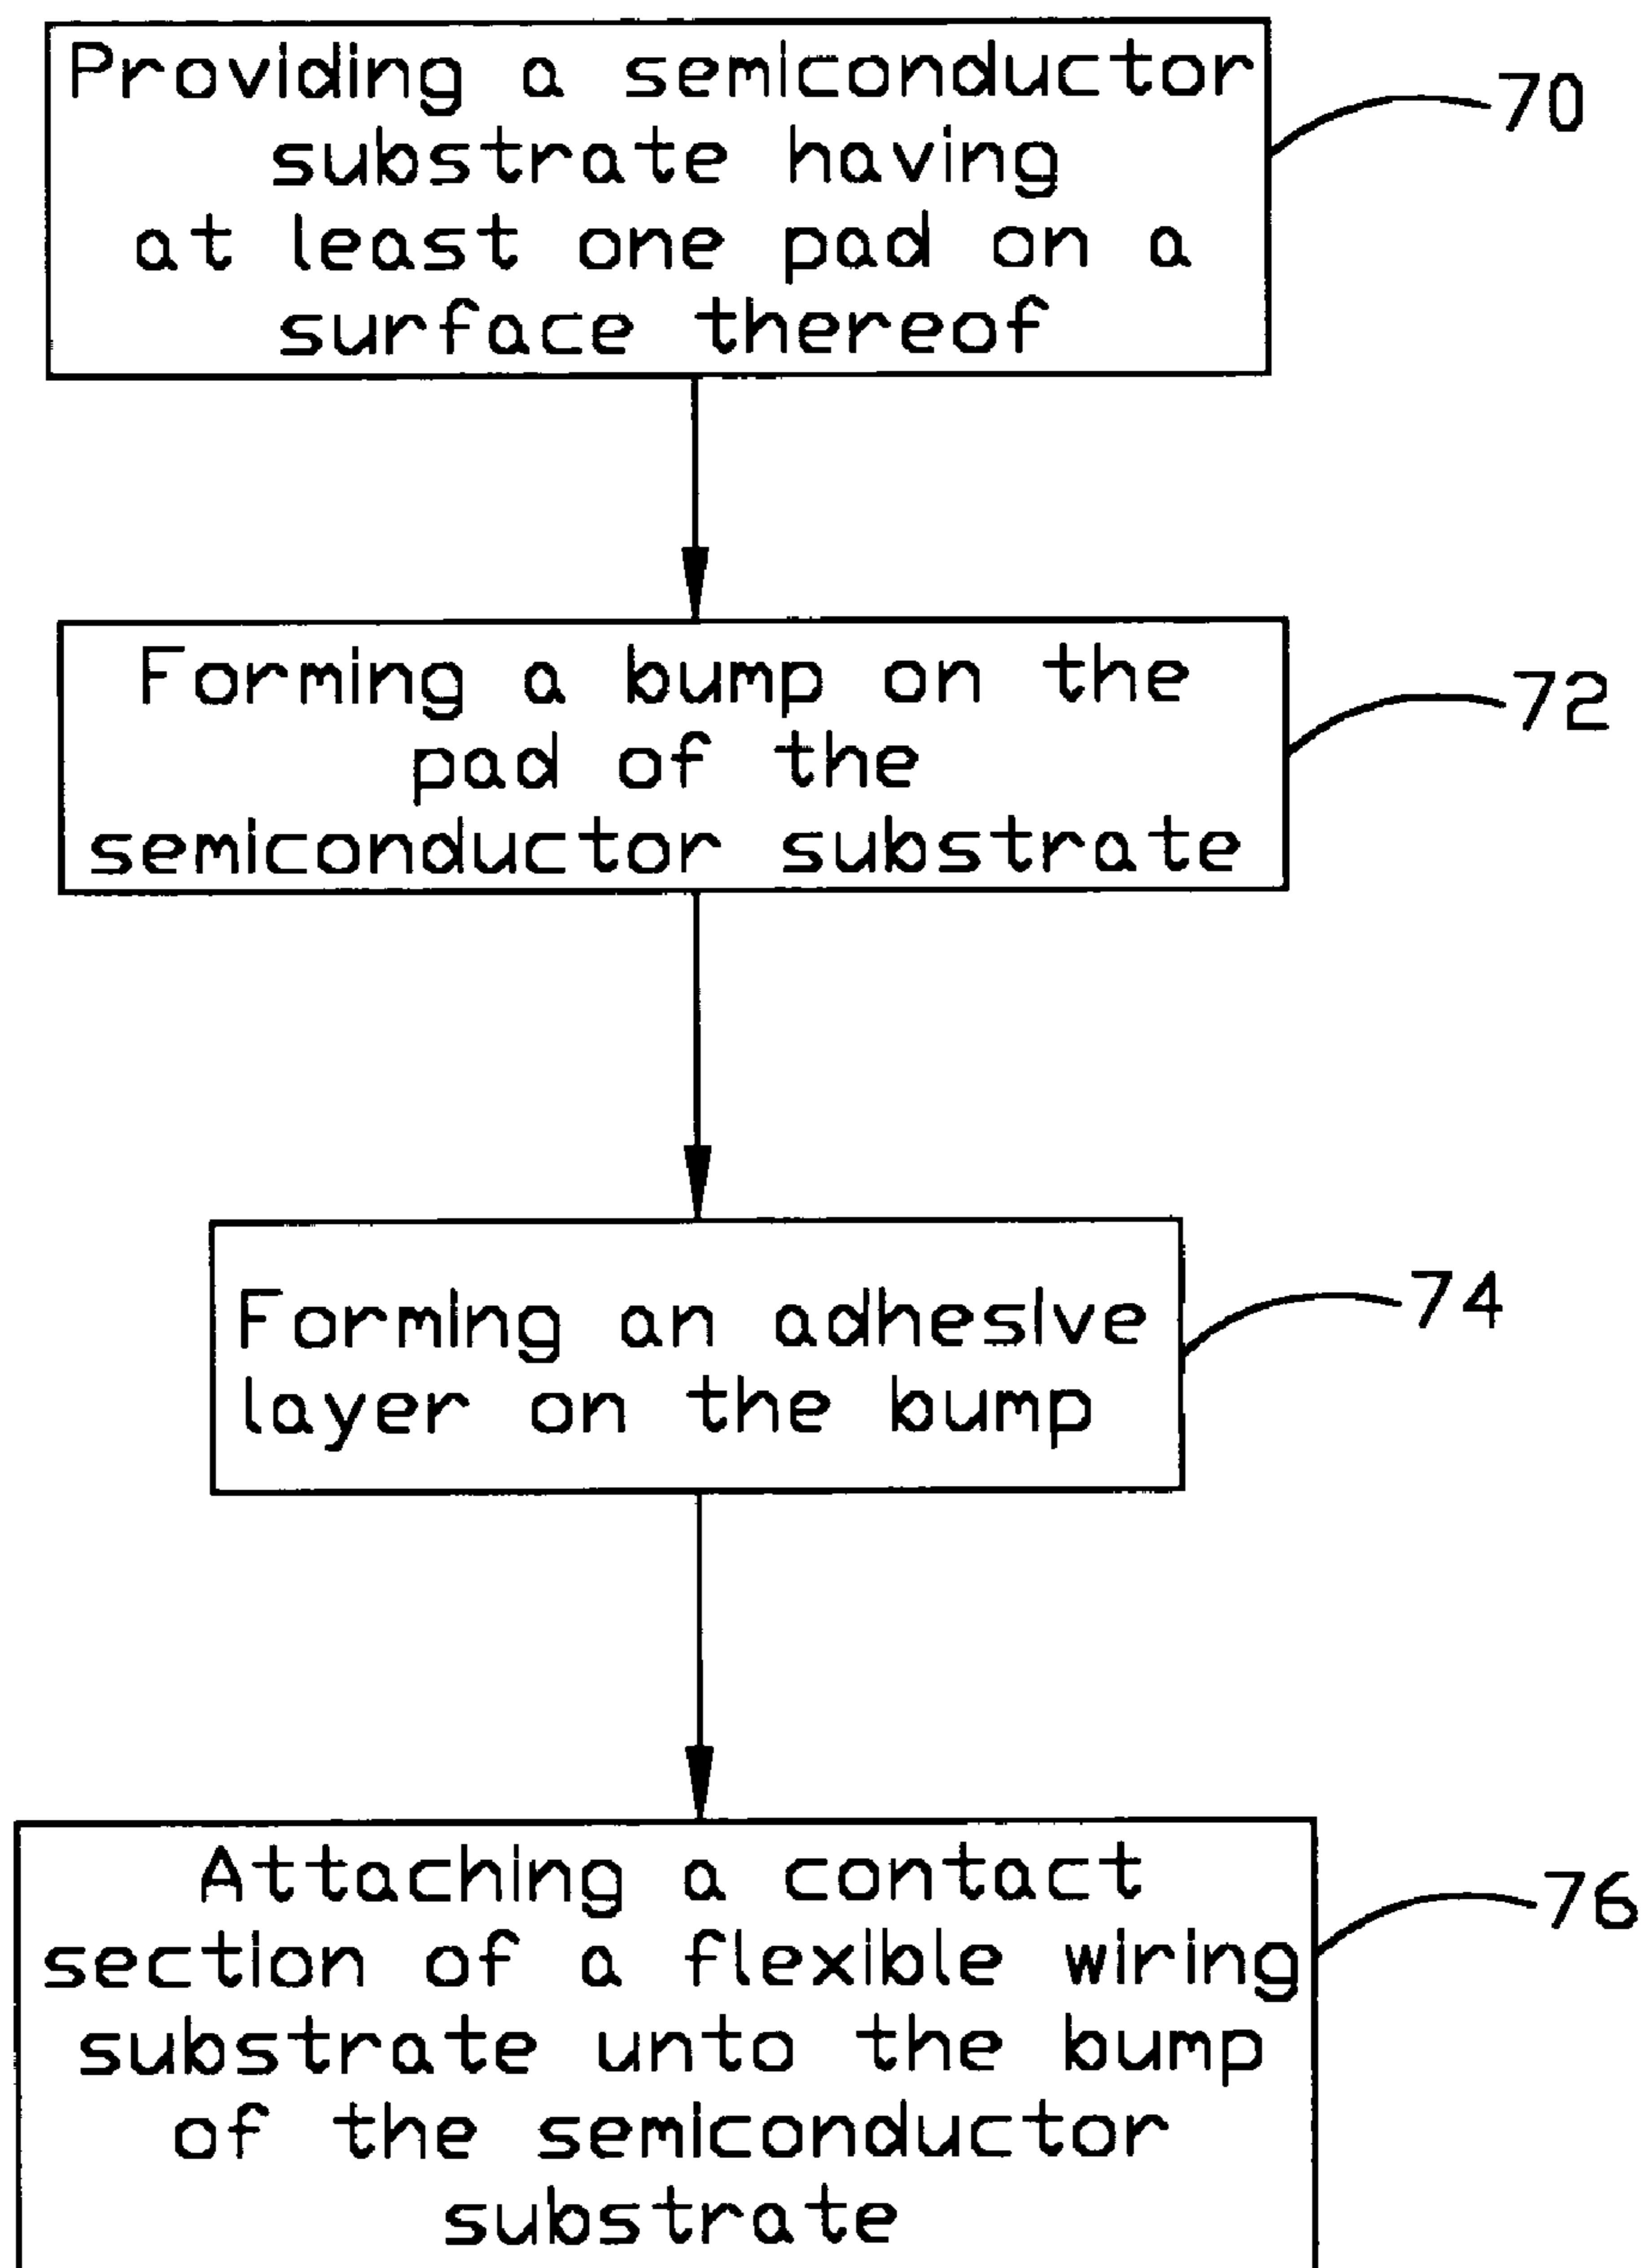 Providing a semiconductor
substrate having
at least one pad on a
surface thereof
70
Forming a bump on the
pad of the
semiconductor substrate
72
Forming an adhesive
layer on the bump
74
Attaching a contact
section of a flexible wiring
substrate unto the bump
of the semiconductor
substrate
76